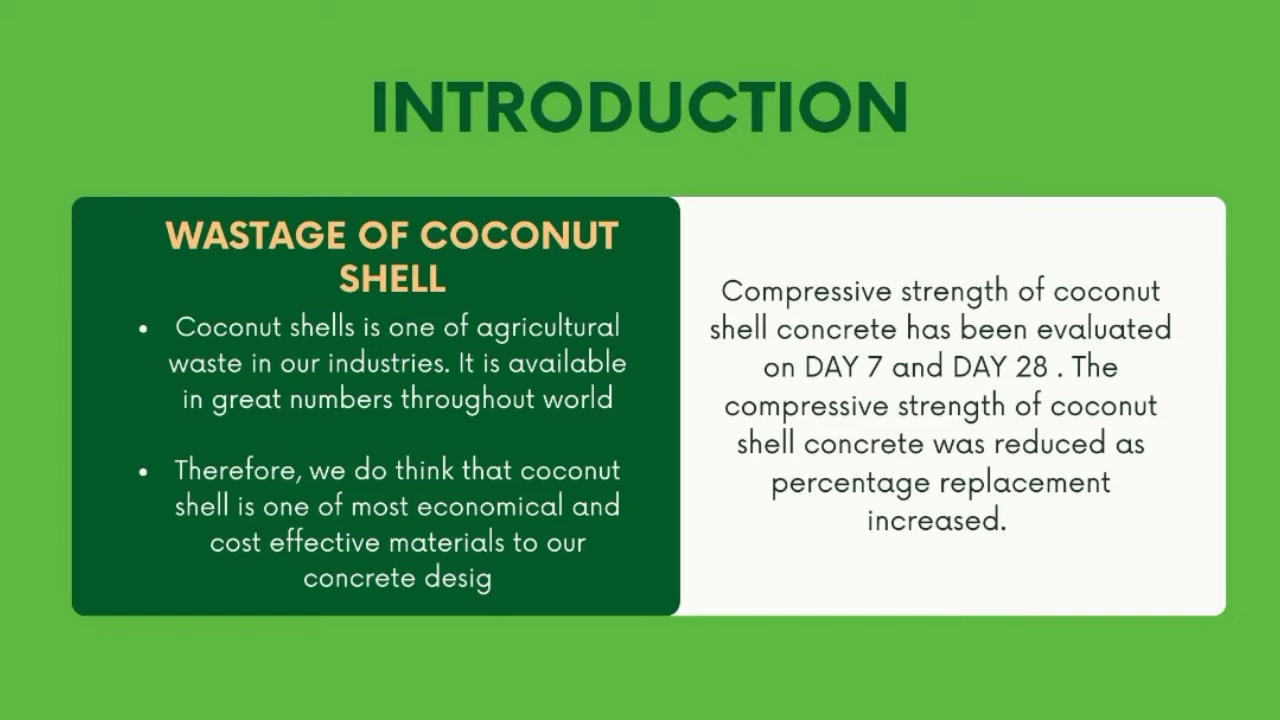 INTRODUCTION
WASTAGE OF COCONUT
SHELL
• Coconut shells is one of agricultural
waste in our industries. It is available
in great numbers throughout world
• Therefore, we do think that coconut
shell is one of most economical and
cost effective materials to our
concrete desig
Compressive strength of coconut
shell concrete has been evaluated
on DAY 7 and DAY 28 . The
compressive strength of coconut
shell concrete was reduced as
percentage replacement
increased.